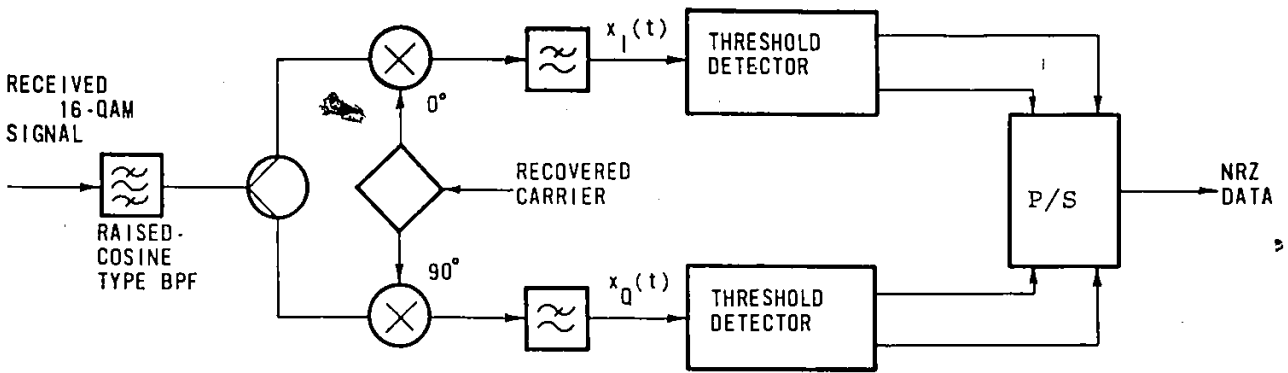 RECEIVED
16-QAM
SIGNAL
RAISED-
COSINE
TYPE BPF
0°
90°
RECOVERED
CARRIER
x_I(t)
x_Q(t)
THRESHOLD
DETECTOR
THRESHOLD
DETECTOR
P/S
NRZ
DATA